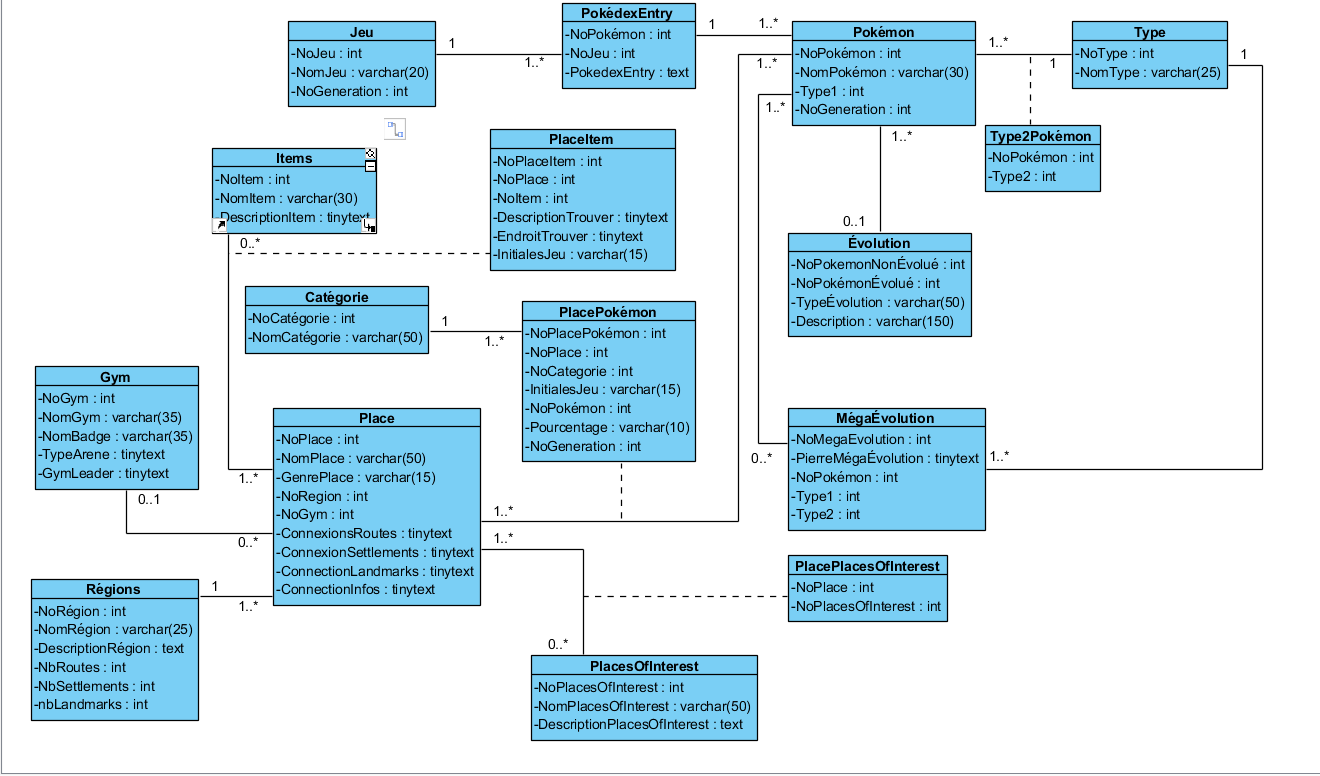 Jeu
-NoJeu : int
-NomJeu : varchar(20)
-NoGeneration : int
1
1..*
PokédexEntry
-NoPokémon : int
-NoJeu : int
-PokedexEntry : text
1
1..*
Pokémon
-NoPokémon : int
-NomPokémon : varchar(30)
-Type1 : int
-NoGeneration : int
1..*
1..*
1..*
1..*
1
Type
-NoType : int
-NomType : varchar(25)
1
Type2Pokémon
-NoPokémon : int
-Type2 : int
Items
-NoItem : int
-NomItem : varchar(30)
-DescriptionItem : tinytext
0..*
PlaceItem
-NoPlaceItem : int
-NoPlace : int
-NoItem : int
-DescriptionTrouver : tinytext
-EndroitTrouver : tinytext
-InitialesJeu : varchar(15)
0..1
Évolution
-NoPokemonNonÉvolué : int
-NoPokémonÉvolué : int
-TypeÉvolution : varchar(50)
-Description : varchar(150)
Catégorie
-NoCatégorie : int
-NomCatégorie : varchar(50)
1
1..*
PlacePokémon
-NoPlacePokémon : int
-NoPlace : int
-NoCategorie : int
-InitialesJeu : varchar(15)
-NoPokémon : int
-Pourcentage : varchar(10)
-NoGeneration : int
Gym
-NoGym : int
-NomGym : varchar(35)
-NomBadge : varchar(35)
-TypeArene : tinytext
-GymLeader : tinytext
0..1
0..*
1..*
Place
-NoPlace : int
-NomPlace : varchar(50)
-GenrePlace : varchar(15)
-NoRegion : int
-NoGym : int
-ConnexionsRoutes : tinytext
-ConnexionSettlements : tinytext
-ConnectionLandmarks : tinytext
-ConnectionInfos : tinytext
1..*
1..*
MégaÉvolution
-NoMegaEvolution : int
-PierreMégaÉvolution : tinytext
-NoPokémon : int
-Type1 : int
-Type2 : int
0..*
1..*
Régions
-NoRégion : int
-NomRégion : varchar(25)
-DescriptionRégion : text
-NbRoutes : int
-NbSettlements : int
-nbLandmarks : int
1
1..*
PlacePlacesOfInterest
-NoPlace : int
-NoPlacesOfInterest : int
0..*
PlacesOfInterest
-NoPlacesOfInterest : int
-NomPlacesOfInterest : varchar(50)
-DescriptionPlacesOfInterest : text